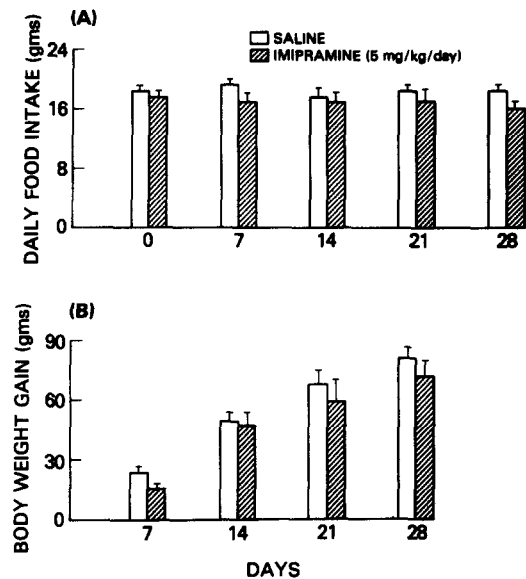 (A)
SALINE
IMIPRAMINE (5 mg/kg/day)
DAILY FOOD INTAKE (gms)
24
16
8
0
0 7 14 21 28
(B)
BODY WEIGHT GAIN (gms)
90
60
30
0
7 14 21 28
DAYS